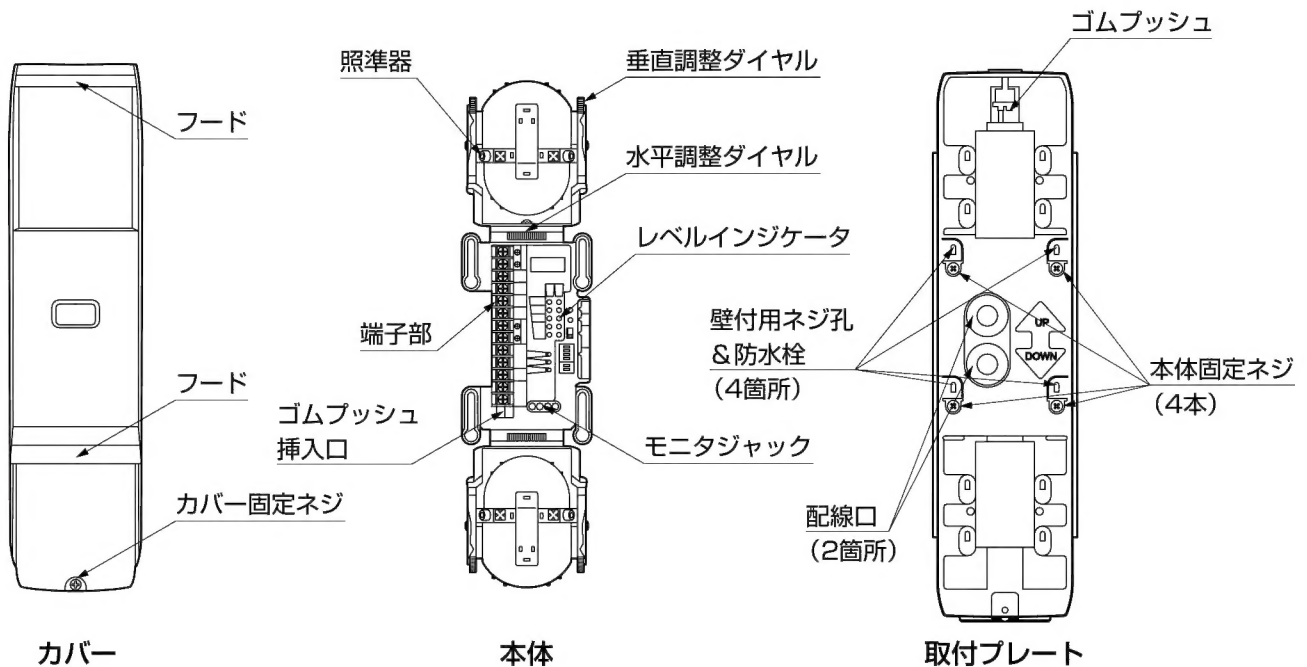 フード
フード
カバー固定ネジ
カバー
照準器
垂直調整ダイヤル
水平調整ダイヤル
レベルインジケータ
端子部
ゴムプッシュ
挿入口
モニタジャック
本体
ゴムプッシュ
壁付用ネジ孔
&防水栓
(4箇所)
UP
DOWN
本体固定ネジ
(4本)
配線口
(2箇所)
取付プレート